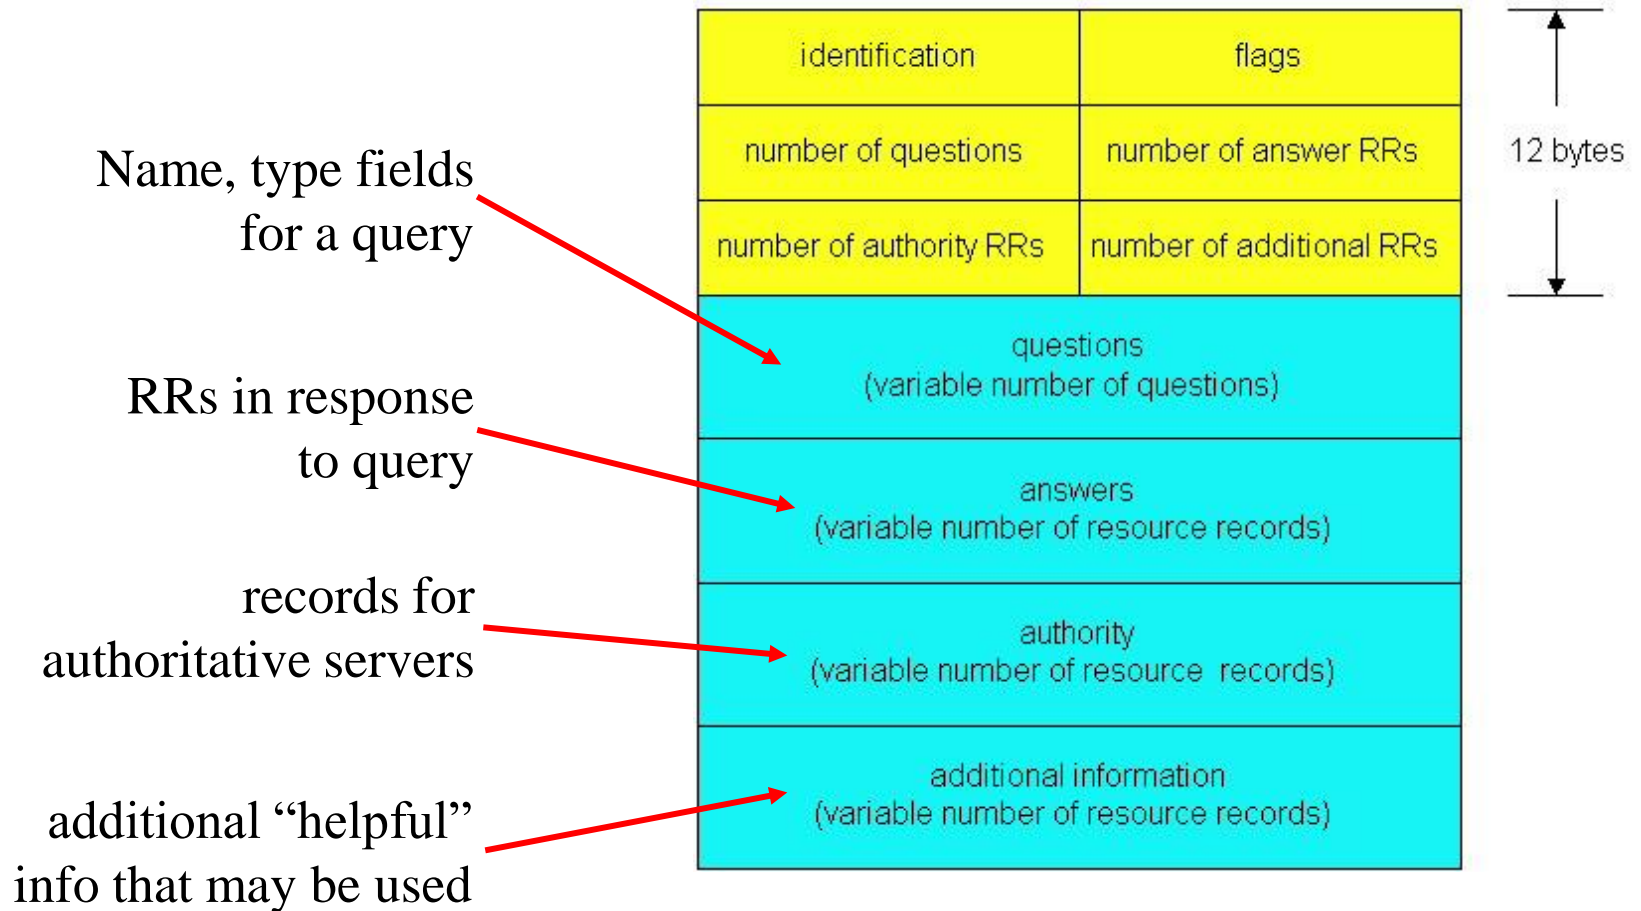 identification
flags
number of questions
number of answer RRs
number of authority RRs
number of additional RRs
12 bytes
Name, type fields
for a query
questions
(variable number of questions)
RRs in response
to query
answers
(variable number of resource records)
records for
authoritative servers
authority
(variable number of resource records)
additional “helpful”
info that may be used
additional information
(variable number of resource records)